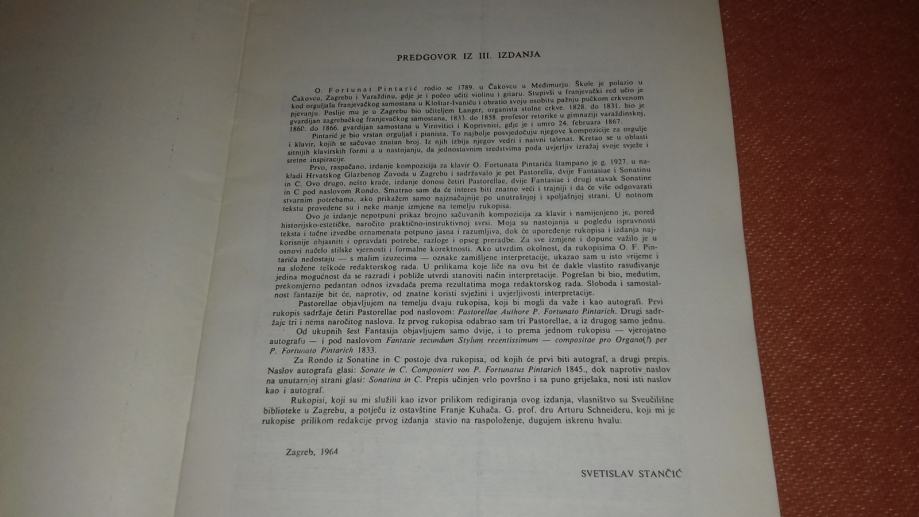 PREDGOVOR IZ III. IZDANJA
O. Fortunat Pintarić rodio se 1789. u Čakovcu u Međimurju. Škole je polazio u
Čakovcu, Zagrebu i Varaždinu, gdje je i počeo učiti violinu i gitaru. Stupivši u franjevački red učio je
kod orguljaša franjevačkog samostana u Kloštar-Ivaniću i obratio svoju osobitu pažnju pučkom crkvenom
pjevanju. Poslije mu je u Zagrebu bio učiteljem Langer, organista stolne crkve. 1828. do 1831. bio je
gvardijan zagrebačkog franjevačkog samostana, 1833. do 1858. profesor retorike u gimnaziji varaždinskoj,
1860. do 1866. gvardijan samostana u Virovitici i Koprivnici, gdje je i umro 24. februara 1867.
Pintarić je bio vrstan orguljaš i pianista. To najbolje posvjedočuju njegove kompozicije za orgulje
i klavir, kojih se sačuvao znatan broj. Iz njih izbija njegov vedri i naivni talenat. Kretao se u oblasti
sitnijih klavirskih formi a u nastojanju, da jednostavnim sredstvima poda uvjerljiv izražaj svoje svježe i
sretne inspiracije.
Prvo, raspačano, izdanje kompozicija za klavir O. Fortunata Pintarića štampano je g. 1927. u na-
kladi Hrvatskog Glazbenog Zavoda u Zagrebu i sadržavalo je pet Pastorella, dvije Fantasiae i Sonatinu
in C. Ovo drugo, nešto kraće, izdanje donosi četiri Pastorellae, dvije Fantasiae i drugi stavak Sonatine
in C pod naslovom Rondo. Smatrao sam da će interes biti znatno veći i trajniji i da će više odgovarati
stvarnim potrebama, ako prikažem samo najznačajnije po unutrašnjoj i spoljašnjoj strani. U notnom
tekstu provedene su i neke manje izmjene na temelju rukopisa.
Ovo je izdanje nepotpuni prikaz brojno sačuvanih kompozicija za klavir i namijenjeno je, pored
historijsko-estetičke, naročito praktično-instruktivnoj svrsi. Moja su nastojanja u pogledu ispravnosti
teksta i tačne izvedbe ornamenata potpuno jasna i razumljiva, dok će upoređenje rukopisa i izdanja naj-
korisnije objasniti i opravdati potrebe, razloge i opseg preradbe. Za sve izmjene i dopune važilo je u
osnovi načelo stilske vjernosti i formalne korektnosti. Ako utvrdim okolnost, da rukopisima O. F. Pin-
tarića nedostaju — s malim izuzecima — oznake zamišljene interpretacije, ukazao sam u isto vrijeme i
na složene teškoće redaktorskog rada. U prilikama koje liče na ovu bit će dakle vlastito rasuđivanje
jedina mogućnost da se razradi i pobliže utvrdi stanoviti način interpretacije. Pogrešan bi bio, međutim,
prekomjerno pedantan odnos izvađača prema rezultatima moga redaktorskog rada. Sloboda i samostal-
nost fantazije bit će, naprotiv, od znatne koristi svježini i uvjerljivosti interpretacije.
Pastorellae objavljujem na temelju dvaju rukopisa, koji bi mogli da važe i kao autografi. Prvi
rukopis sadržaje četiri Pastorellae pod naslovom: Pastorellae Authore P. Fortunato Pintarich. Drugi sadr-
žaje tri i nema naročitog naslova. Iz prvog rukopisa odabrao sam tri Pastorellae, a iz drugog samo jednu.
Od ukupnih šest Fantasija objavljujem samo dvije, i to prema jednom rukopisu — vjerojatno
autografu — i pod naslovom Fantasie secundum Stylum recentissimum — compositae pro Organo(!) per
P. Fortunato Pintarich 1833.
Za Rondo iz Sonatine in C postoje dva rukopisa, od kojih će prvi biti autograf, a drugi prepis.
Naslov autografa glasi: Sonate in C. Componiert von P. Fortunatus Pintarich 1845., dok naprotiv naslov
na unutarnjoj strani glasi: Sonatina in C. Prepis učinjen vrlo površno i sa puno griješaka, nosi isti naslov
kao i autograf.
Rukopisi, koji su mi služili kao izvor prilikom redigiranja ovog izdanja, vlasništvo su Sveučilišne
biblioteke u Zagrebu, a potječu iz ostavštine Franje Kuhača. G. prof. dru Arturu Schneideru, koji mi je
rukopise prilikom redakcije prvog izdanja stavio na raspoloženje, dugujem iskrenu hvalu.
Zagreb, 1964
SVETISLAV STANČIĆ